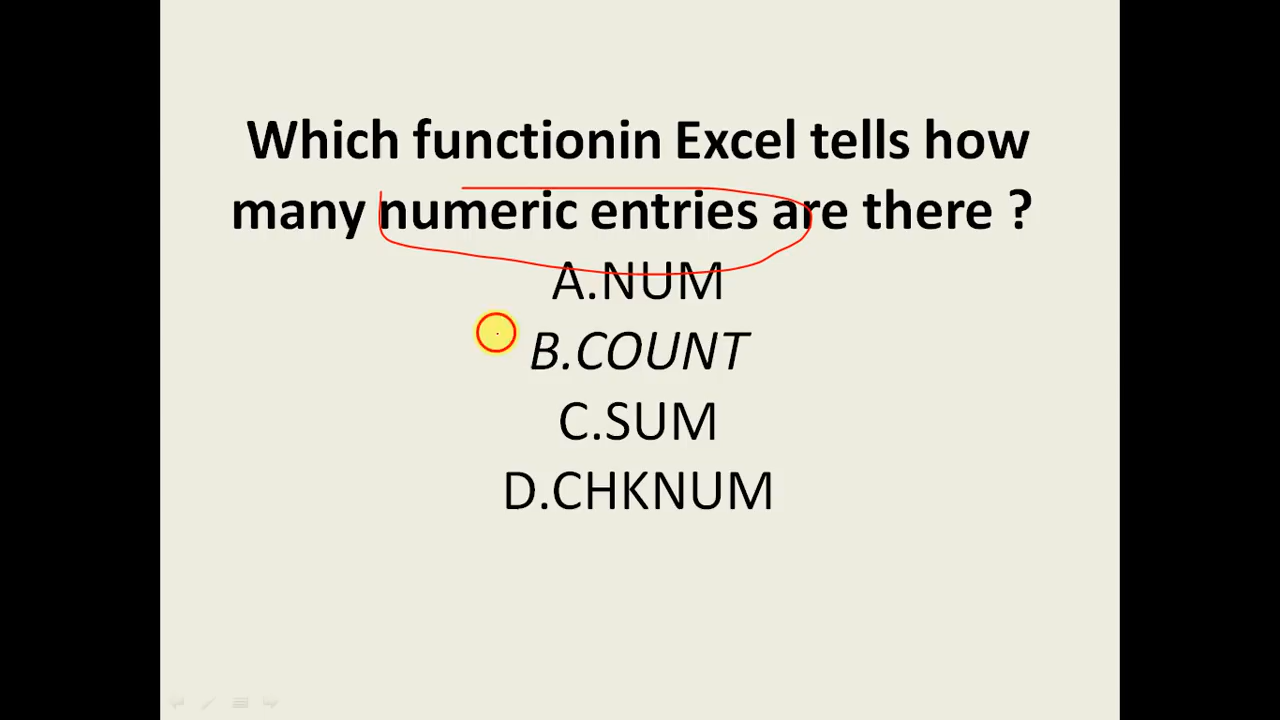 Which functionin Excel tells how
many numeric entries are there ?
A.NUM
B.COUNT
C.SUM
D.CHKNUM